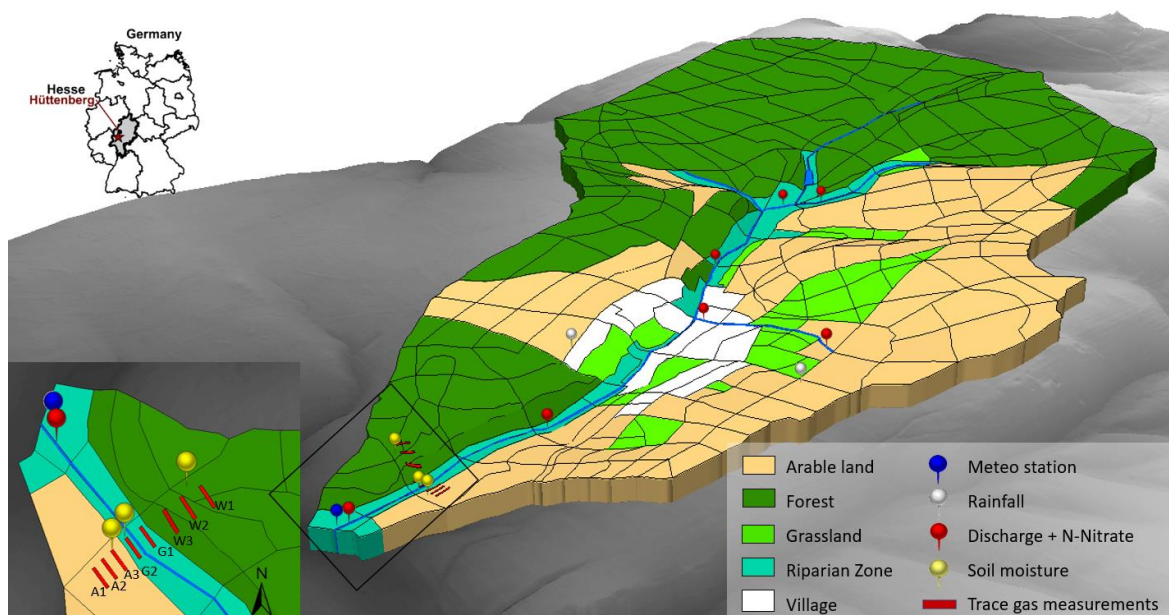 Germany
Hesse
Hüttenberg
W1
W2
W3
G1
G2
A3
A2
A1
N
Arable land
Forest
Grassland
Riparian Zone
Village
Meteo station
Rainfall
Discharge + N-Nitrate
Soil moisture
Trace gas measurements